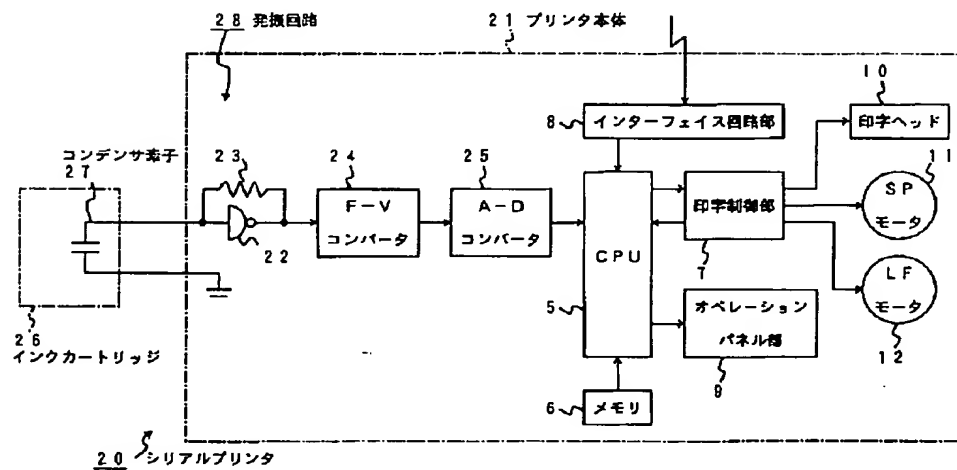 28 発振回路
21 プリンタ本体
10
印字ヘッド
8 インターフェイス回路部
コンデンサ素子
27
23
24
25
11
F-V
コンバータ
A-D
コンバータ
CPU
印字制御部
SP
モータ
22
7
LF
モータ
5
オペレーション
パネル部
26
インクカートリッジ
12
6 メモリ
9
20 シリアルプリンタ